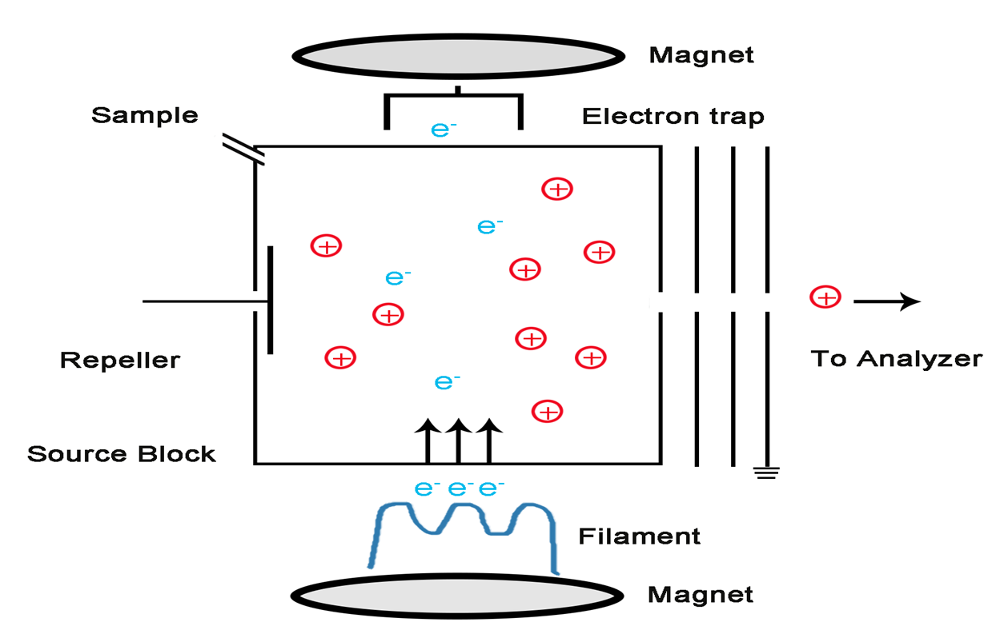 Magnet
Sample
Electron trap
e-
+
e-
+
+
+
e-
+
+
To Analyzer
+
+
+
Repeller
e-
+
Source Block
e- e- e-
Filament
Magnet